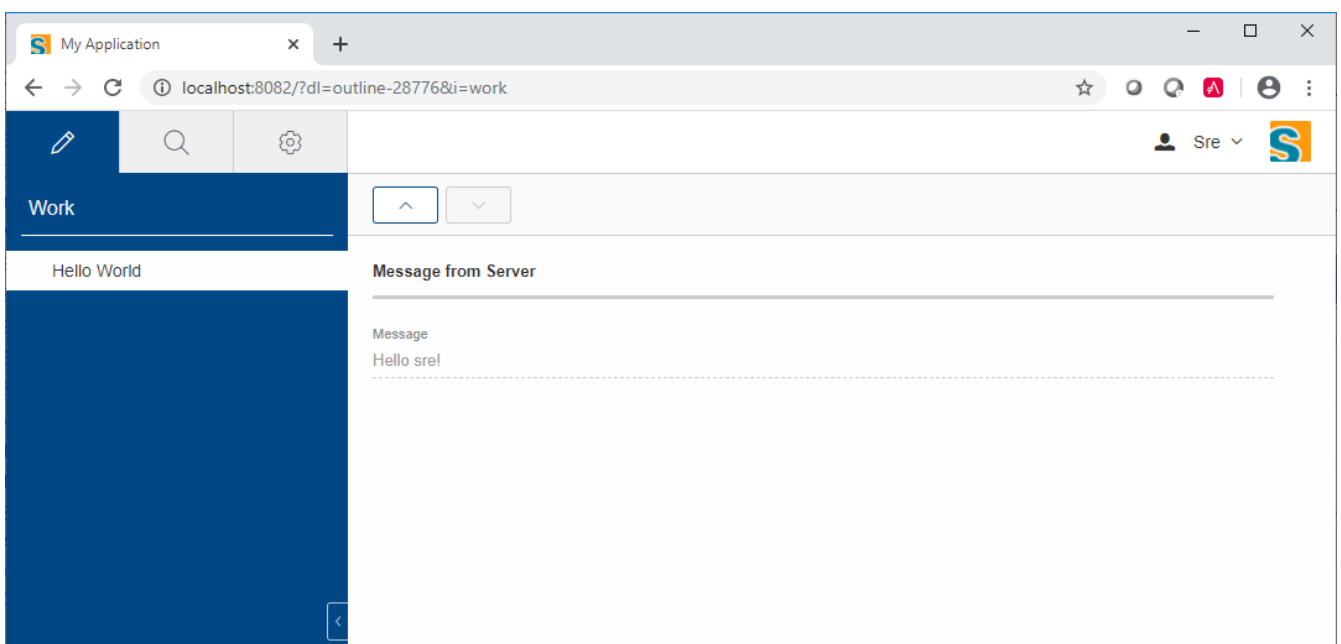 My Application
localhost:8082/?dl=outline-28776&i=work
Sre
Work
Hello World
Message from Server
Message
Hello sre!